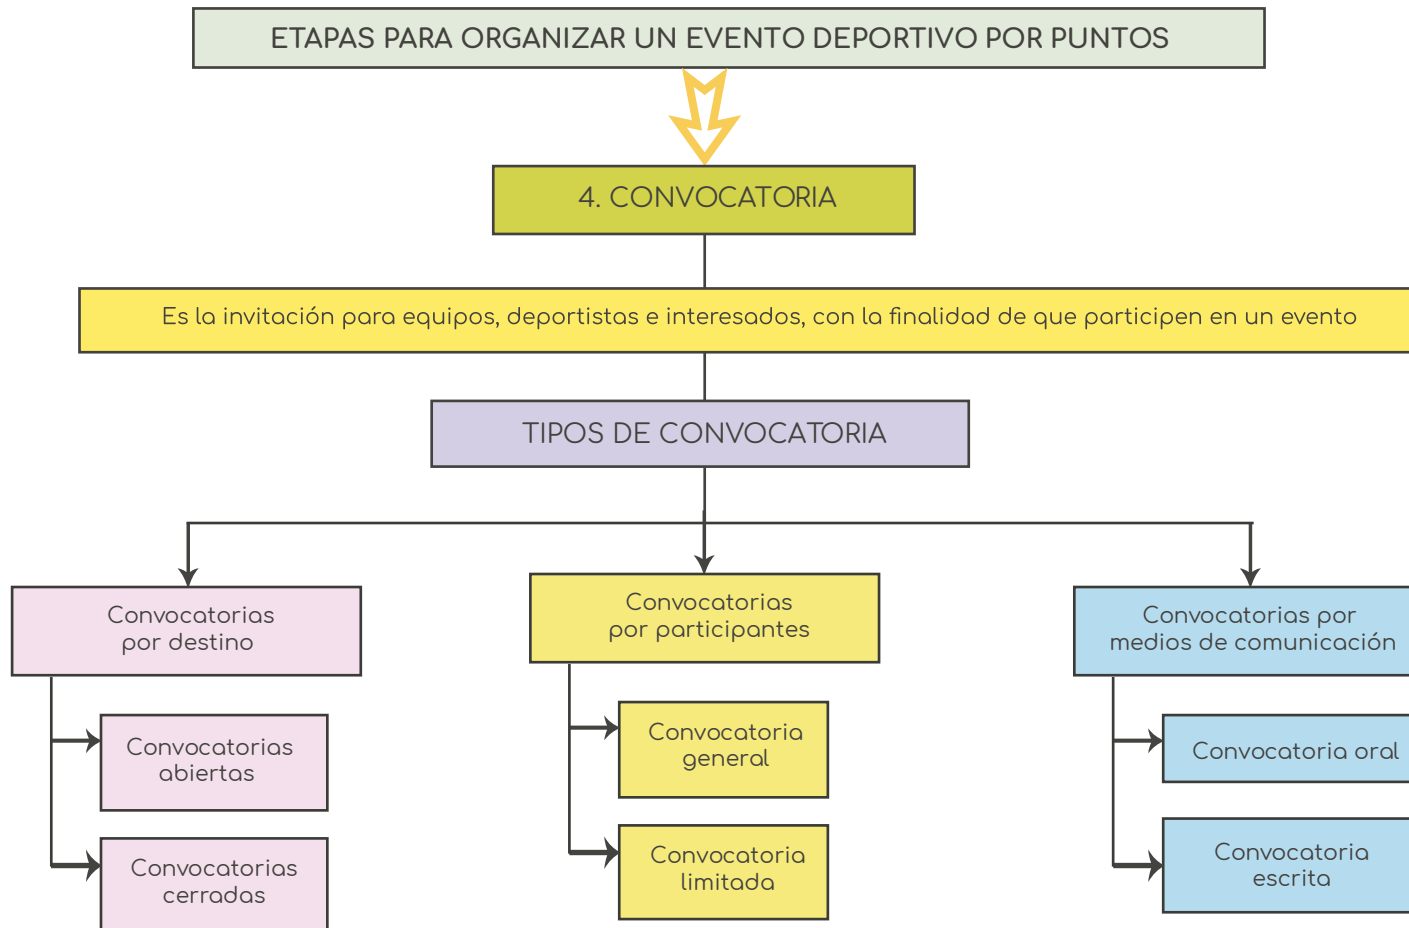 ETAPAS PARA ORGANIZAR UN EVENTO DEPORTIVO POR PUNTOS
4. CONVOCATORIA
Es la invitación para equipos, deportistas e interesados, con la finalidad de que participen en un evento
TIPOS DE CONVOCATORIA
Convocatorias
por destino
Convocatorias
abiertas
Convocatorias
cerradas
Convocatorias
por participantes
Convocatoria
general
Convocatoria
limitada
Convocatorias por
medios de comunicación
Convocatoria oral
Convocatoria
escrita